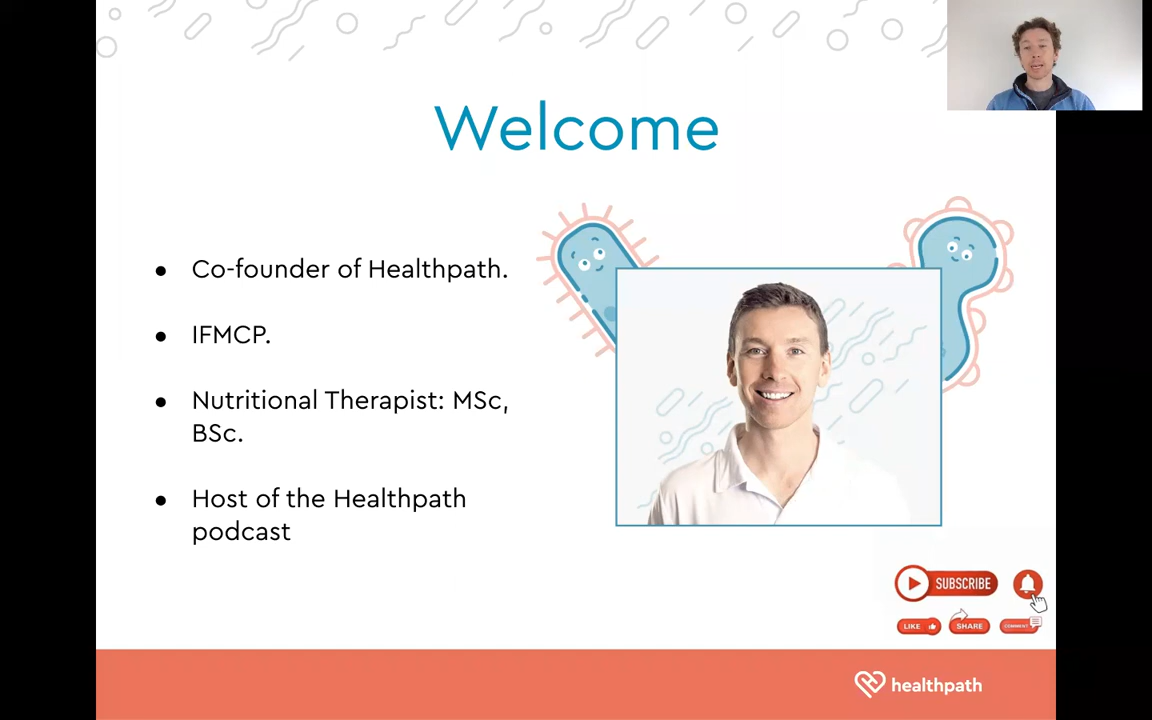 Welcome
● Co-founder of Healthpath.
● IFMCP.
● Nutritional Therapist: MSc,
BSc.
● Host of the Healthpath
podcast
SUBSCRIBE
LIKE
SHARE
COMMENT
healthpath